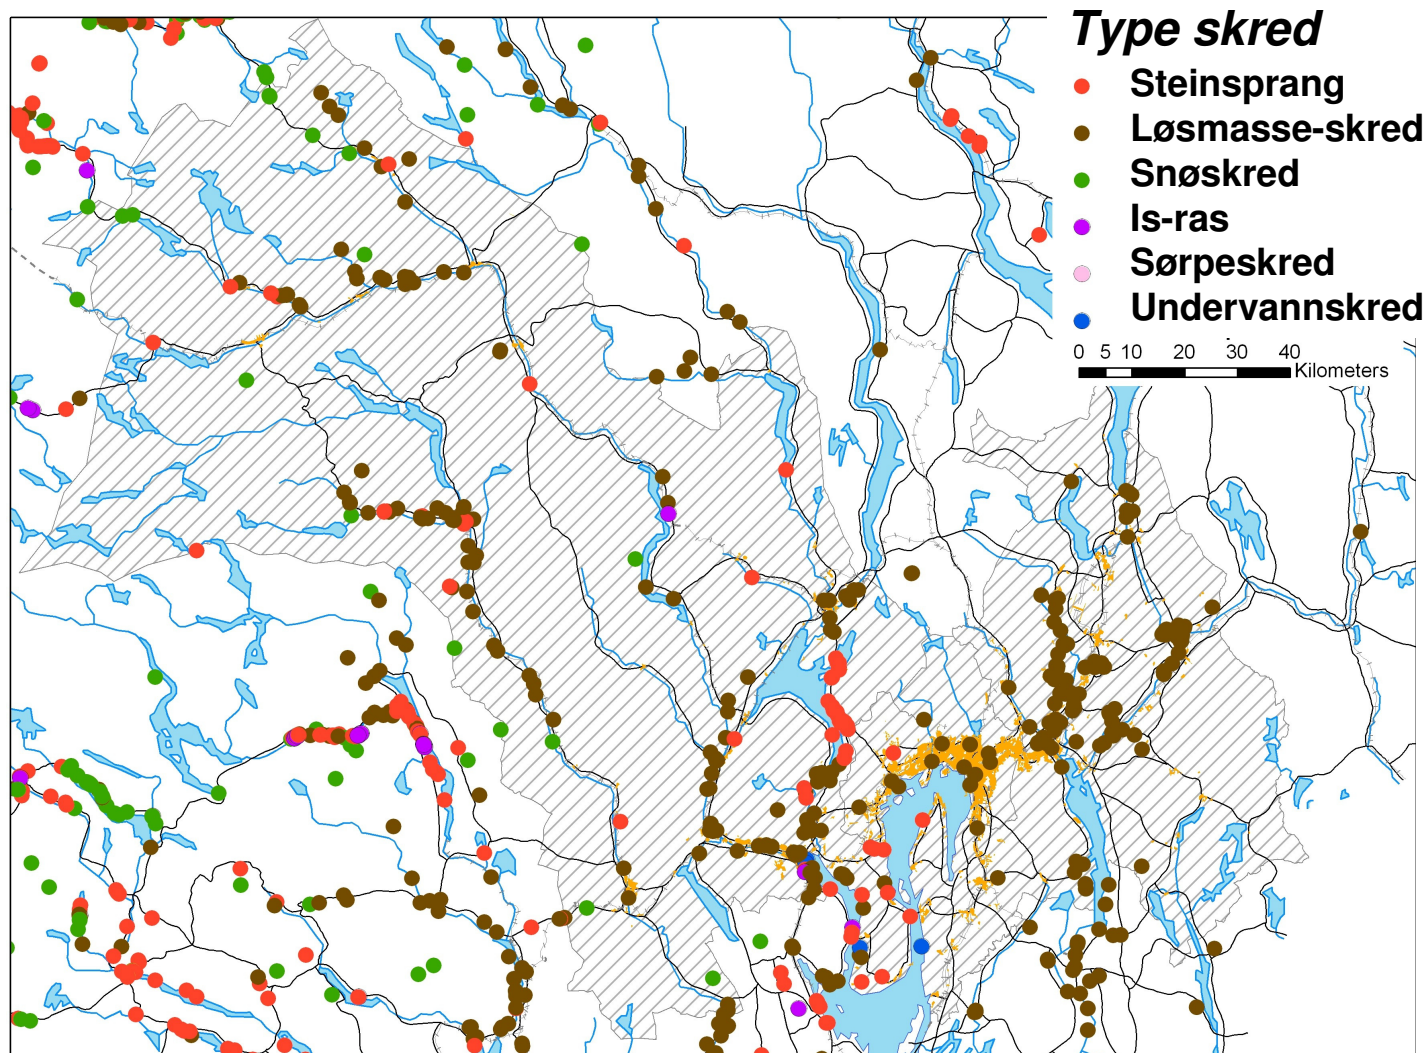 Type skred
Steinsprang
Løsmasse-skred
Snøskred
Is-ras
Sørpeskred
Undervannskred
0 5 10 20 30 40
Kilometers